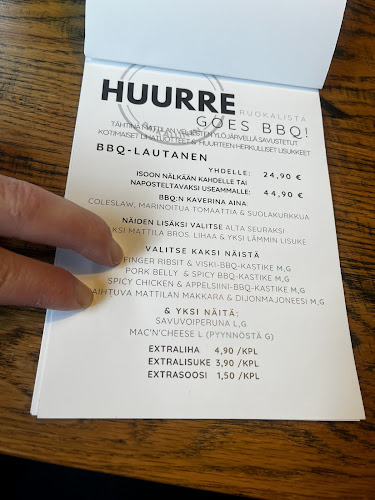 HUURRE RUOKALISTA
GOES BBQ!
TÄHTINÄ MATTILAN VELJESTEN YLÖJÄRVELLÄ SAVUSTETUT
KOTIMAISET LIHATUOTTEET & HUURTEEN HERKULLISET LISUKKEET
BBQ-LAUTANEN
YHDELLE: 24,90 €
ISOON NÄLKÄÄN KAHDELLE TAI
NAPOSTELTAVAKSI USEAMMALLE: 44,90 €
BBQ:N KAVERINA AINA:
COLESLAW, MARINOITUA TOMAATTIA & SUOLAKURKKUA
NÄIDEN LISÄKSI VALITSE ALTA SEURAKSI
KSI MATTILA BROS. LIHAA & YKSI LÄMMIN LISUKE
VALITSE KAKSI NÄISTÄ
FINGER RIBSIT & VISKI-BBQ-KASTIKE M,G
PORK BELLY & SPICY BBQ-KASTIKE M,G
SPICY CHICKEN & APPELSIINI-BBQ-KASTIKE M,G
AIHTUVA MATTILAN MAKKARA & DIJONMAJONEESI M,G
& YKSI NÄITÄ:
SAVUVOIPERUNA L,G
MAC'N'CHEESE L (PYYNNÖSTÄ G)
EXTRALIHA 4,90 /KPL
EXTRALISUKE 3,90 /KPL
EXTRASOOSI 1,50 /KPL